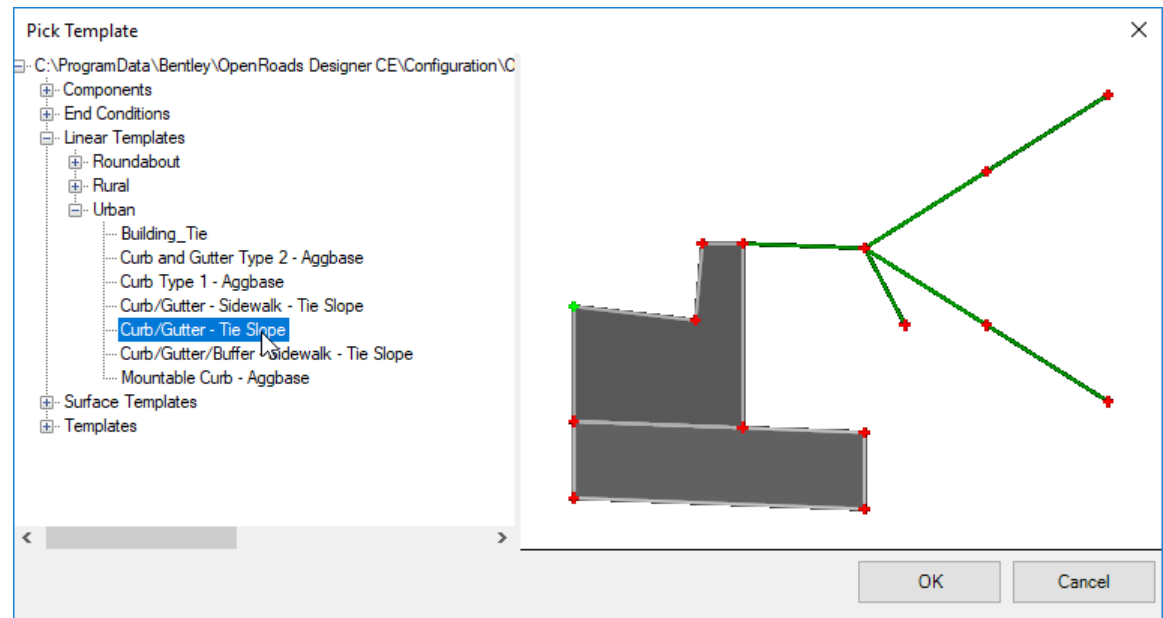 Pick Template
C:\ProgramData\Bentley\OpenRoads Designer CE\Configuration\O
Components
End Conditions
Linear Templates
Roundabout
Rural
Urban
Building_Tie
Curb and Gutter Type 2 - Aggbase
Curb Type 1 - Aggbase
Curb/Gutter - Sidewalk - Tie Slope
Curb/Gutter - Tie Slope
Curb/Gutter/Buffer - Sidewalk - Tie Slope
Mountable Curb - Aggbase
Surface Templates
Templates
OK Cancel